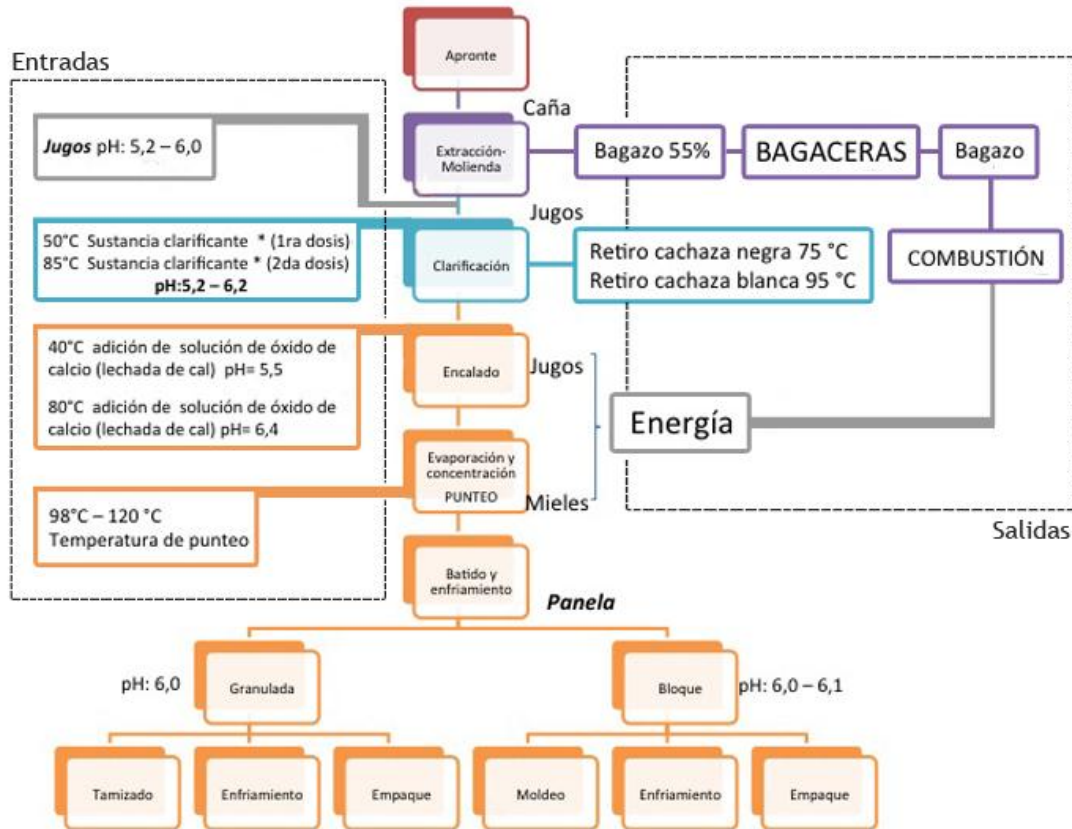 Entradas
Apronte
Caña
Jugos pH: 5,2 – 6,0
Extracción-
Molienda
Bagazo 55%
BAGACERAS
Bagazo
Jugos
50°C Sustancia clarificante * (1ra dosis)
85°C Sustancia clarificante * (2da dosis)
pH:5,2 – 6,2
Clarificación
Retiro cachaza negra 75 °C
Retiro cachaza blanca 95 °C
COMBUSTIÓN
40°C adición de solución de óxido de
calcio (lechada de cal) pH= 5,5
80°C adición de solución de óxido de
calcio (lechada de cal) pH= 6,4
Encalado
Jugos
Energía
Evaporación y
concentración
PUNTEO
Mieles
98°C – 120 °C
Temperatura de punteo
Salidas
Batido y
enfriamiento
Panela
pH: 6,0
Granulada
Bloque
pH: 6,0 – 6,1
Tamizado
Enfriamiento
Empaque
Moldeo
Enfriamiento
Empaque